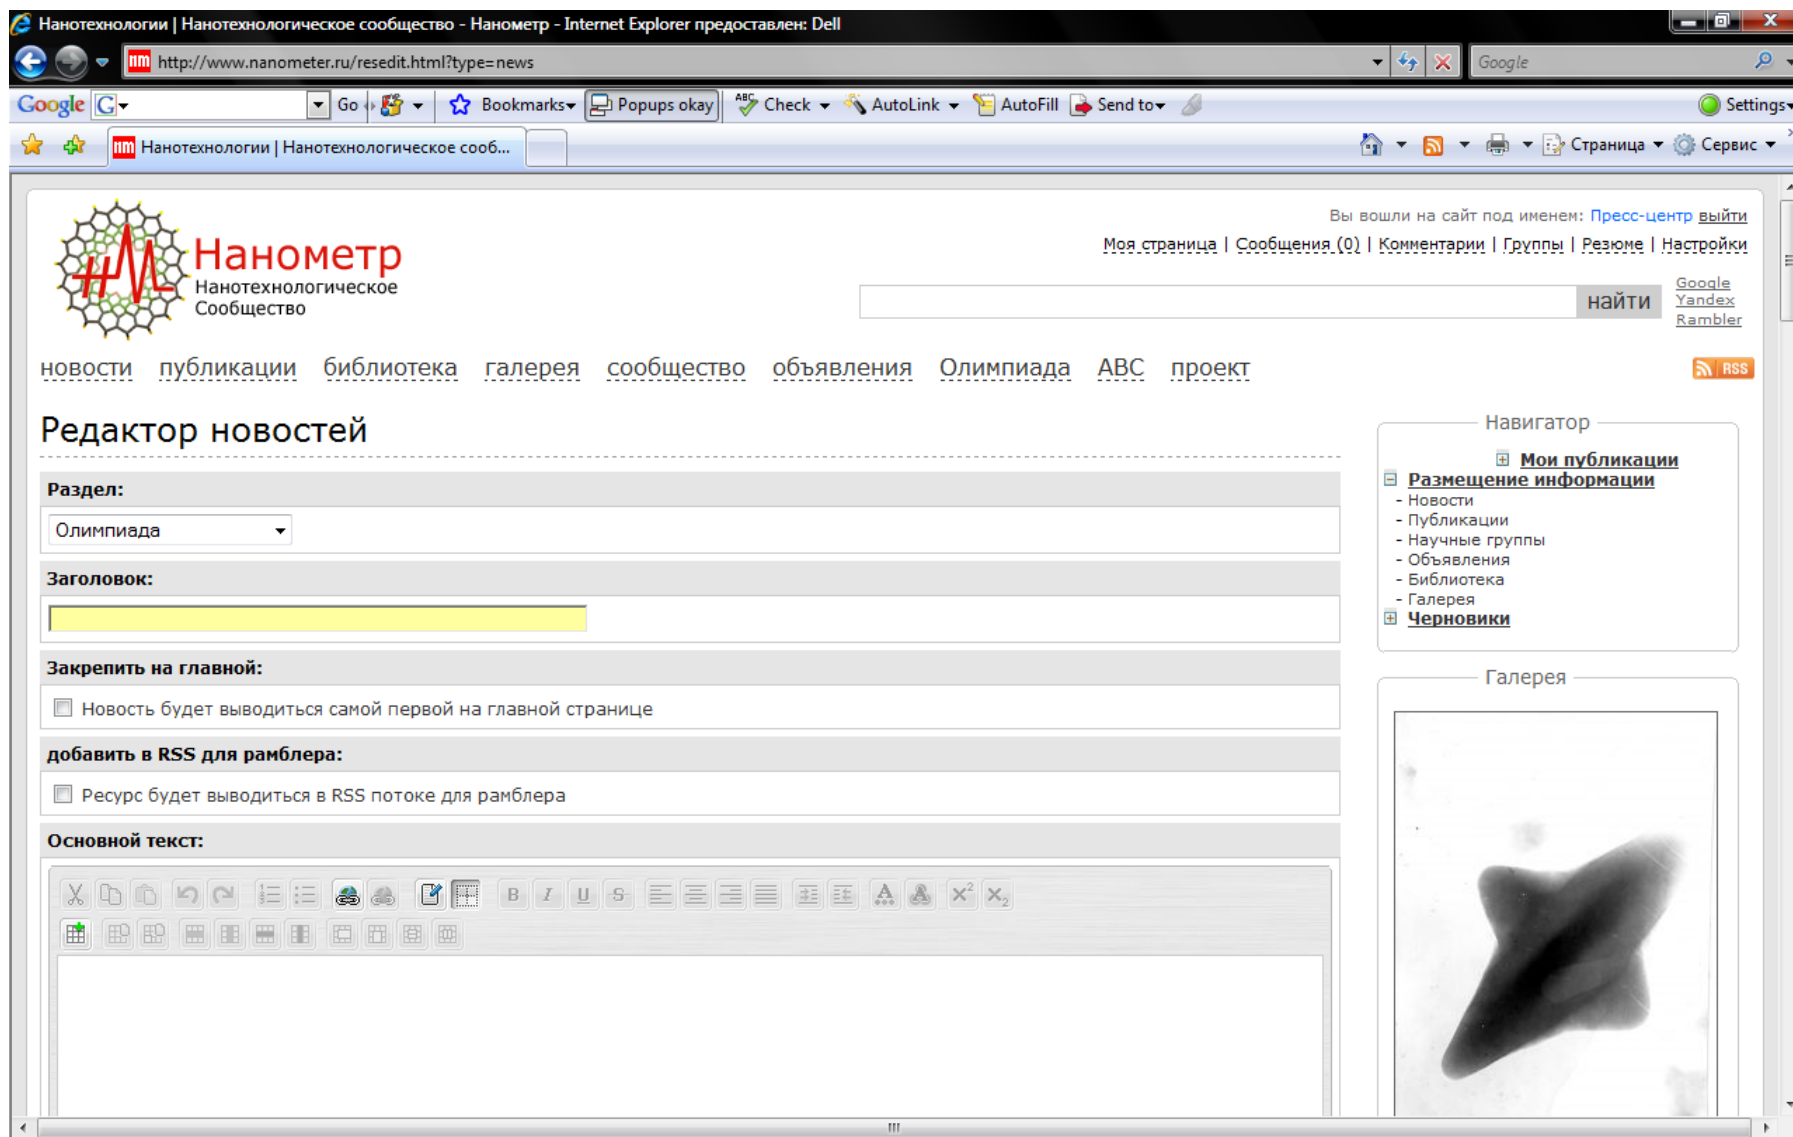 Нанотехнологии | Нанотехнологическое сообщество - Нанометр - Internet Explorer предоставлен: Dell
http://www.nanometer.ru/resedit.html?type=news
Google
Google G Go Bookmarks Popups okay ABC Check AutoLink AutoFill Send to Settings
Нанотехнологии | Нанотехнологическое сооб...
Страница Сервис
Вы вошли на сайт под именем: Пресс-центр выйти
Моя страница | Сообщения (0) | Комментарии | Группы | Резюме | Настройки
Нанометр
Нанотехнологическое
Сообщество
найти
Google
Yandex
Rambler
новости публикации библиотека галерея сообщество объявления Олимпиада ABC проект
RSS
Редактор новостей
Раздел:
Олимпиада
Заголовок:
Закрепить на главной:
Новость будет выводиться самой первой на главной странице
добавить в RSS для рамблера:
Ресурс будет выводиться в RSS потоке для рамблера
Основной текст:
B I U S A A X² X₂
Навигатор
Мои публикации
Размещение информации
- Новости
- Публикации
- Научные группы
- Объявления
- Библиотека
- Галерея
Черновики
Галерея